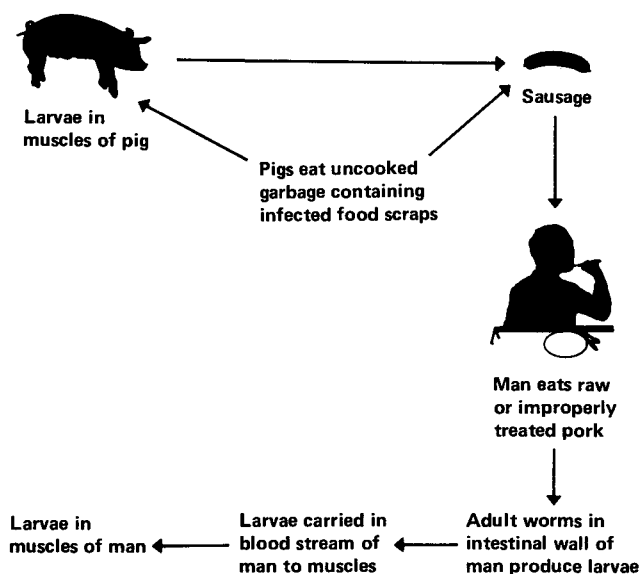 Larvae in
muscles of pig
Sausage
Pigs eat uncooked
garbage containing
infected food scraps
Man eats raw
or improperly
treated pork
Adult worms in
intestinal wall of
man produce larvae
Larvae carried in
blood stream of
man to muscles
Larvae in
muscles of man